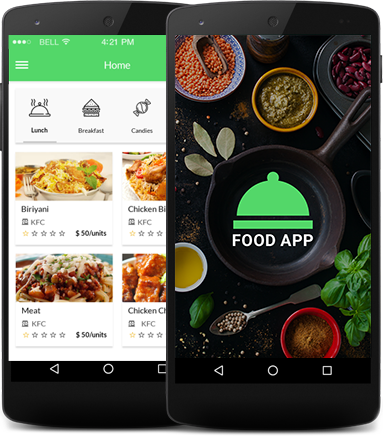 BELL 4:21 PM
Home
Lunch Breakfast Candies
Biriyani
KFC
$ 50/units
Chicken Bi
KFC
Meat
KFC
$ 50/units
Chicken Ch
KFC
FOOD APP